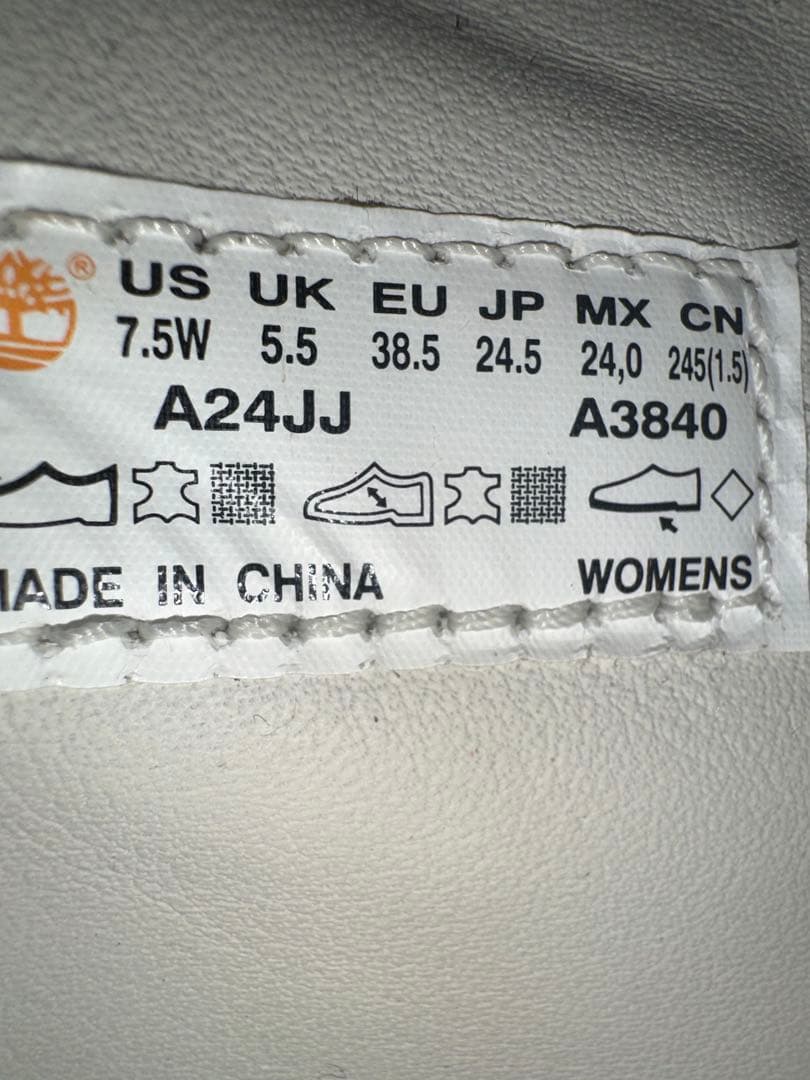 ® US UK EU JP MX CN
7.5W 5.5 38.5 24.5 24,0 245(1.5)
A24JJ A3840
MADE IN CHINA WOMENS